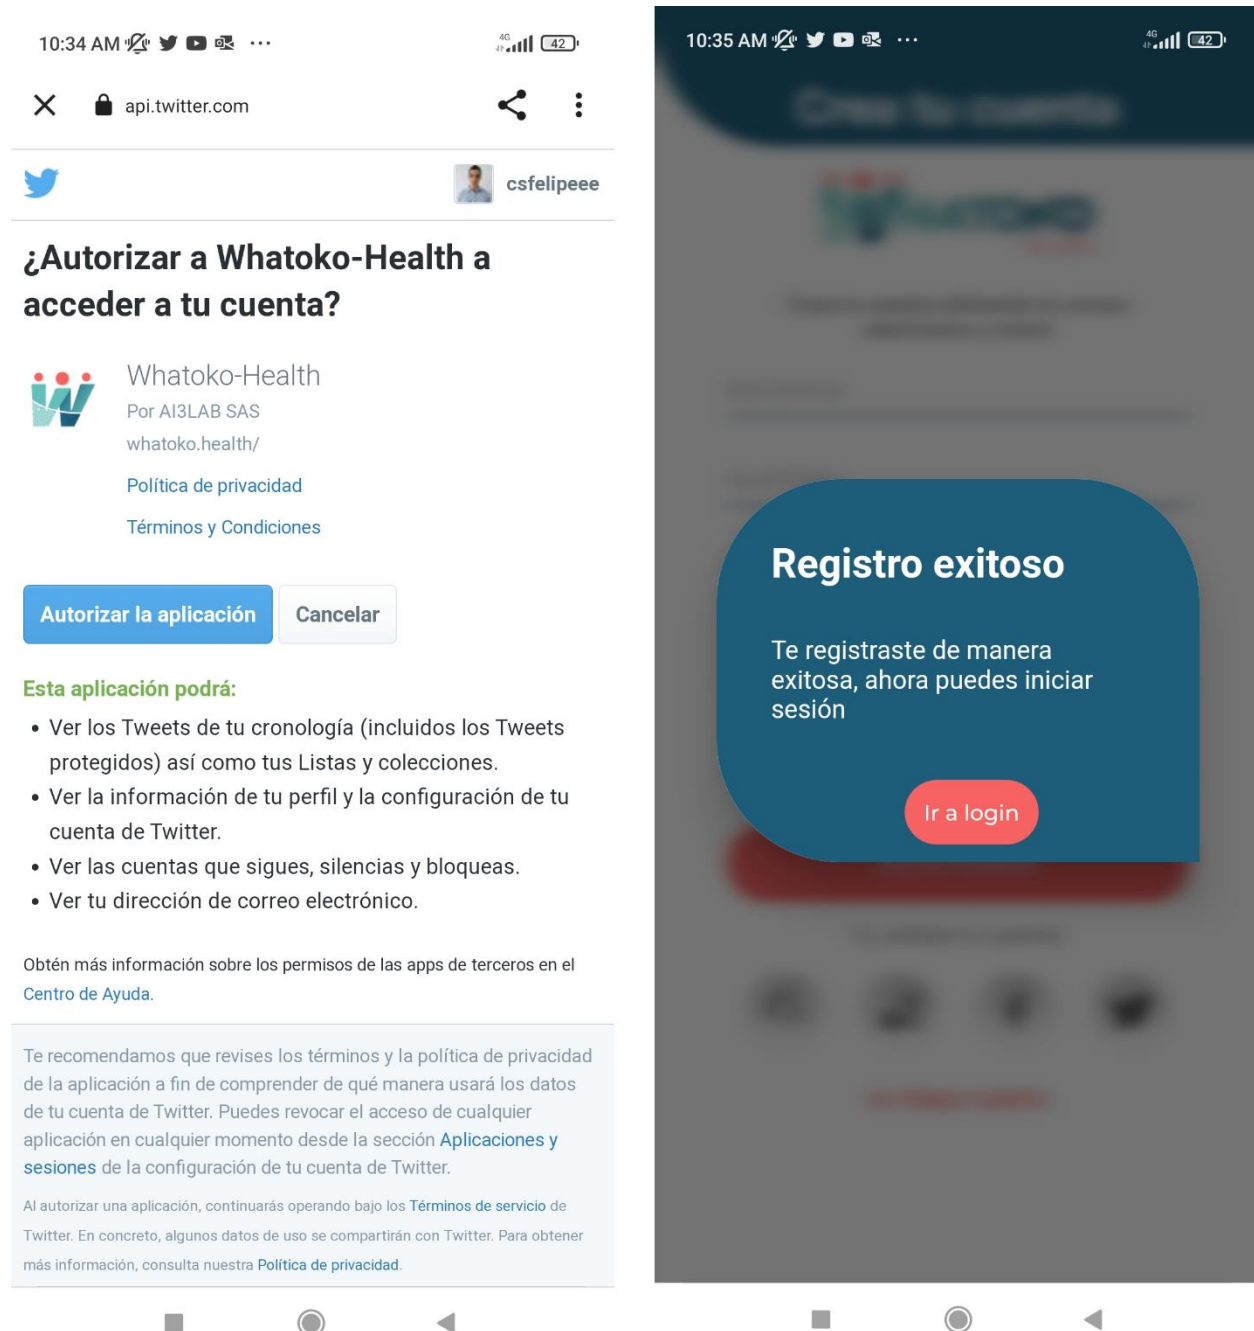 10:34 AM
4G
42
api.twitter.com
csfelipeee
¿Autorizar a Whatoko-Health a
acceder a tu cuenta?
Whatoko-Health
Por AI3LAB SAS
whatoko.health/
Política de privacidad
Términos y Condiciones
Autorizar la aplicación
Cancelar
Esta aplicación podrá:
• Ver los Tweets de tu cronología (incluidos los Tweets
protegidos) así como tus Listas y colecciones.
• Ver la información de tu perfil y la configuración de tu
cuenta de Twitter.
• Ver las cuentas que sigues, silencias y bloqueas.
• Ver tu dirección de correo electrónico.
Obtén más información sobre los permisos de las apps de terceros en el
Centro de Ayuda.
Te recomendamos que revises los términos y la política de privacidad
de la aplicación a fin de comprender de qué manera usará los datos
de tu cuenta de Twitter. Puedes revocar el acceso de cualquier
aplicación en cualquier momento desde la sección Aplicaciones y
sesiones de la configuración de tu cuenta de Twitter.
Al autorizar una aplicación, continuarás operando bajo los Términos de servicio de
Twitter. En concreto, algunos datos de uso se compartirán con Twitter. Para obtener
más información, consulta nuestra Política de privacidad.
10:35 AM
4G
42
Crea tu cuenta
WHATOKO
Registro exitoso
Te registraste de manera
exitosa, ahora puedes iniciar
sesión
Ir a login